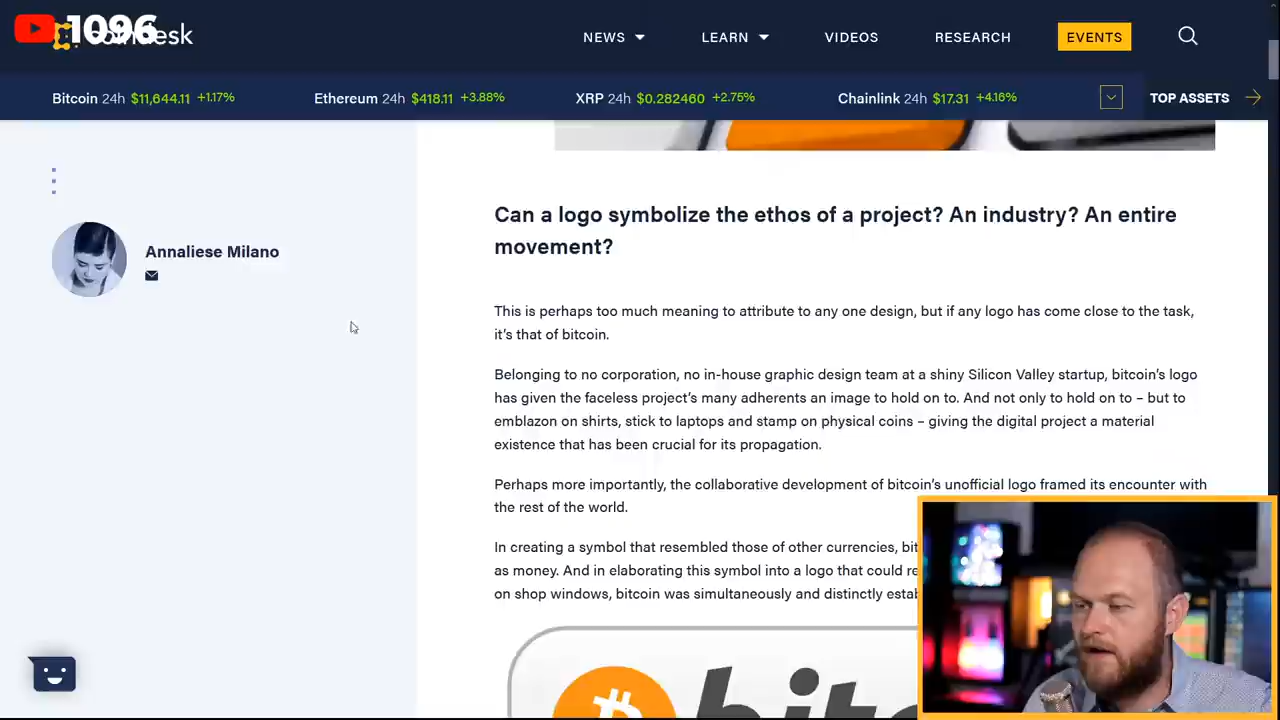 1096
coindesk
NEWS
LEARN
VIDEOS
RESEARCH
EVENTS
Bitcoin 24h $11,644.11 +1.17%
Ethereum 24h $418.11 +3.88%
XRP 24h $0.282460 +2.75%
Chainlink 24h $17.31 +4.16%
TOP ASSETS
Annaliese Milano
Can a logo symbolize the ethos of a project? An industry? An entire
movement?
This is perhaps too much meaning to attribute to any one design, but if any logo has come close to the task,
it's that of bitcoin.
Belonging to no corporation, no in-house graphic design team at a shiny Silicon Valley startup, bitcoin's logo
has given the faceless project's many adherents an image to hold on to. And not only to hold on to – but to
emblazon on shirts, stick to laptops and stamp on physical coins – giving the digital project a material
existence that has been crucial for its propagation.
Perhaps more importantly, the collaborative development of bitcoin's unofficial logo framed its encounter with
the rest of the world.
In creating a symbol that resembled those of other currencies, bit
as money. And in elaborating this symbol into a logo that could re
on shop windows, bitcoin was simultaneously and distinctly estab
bitc